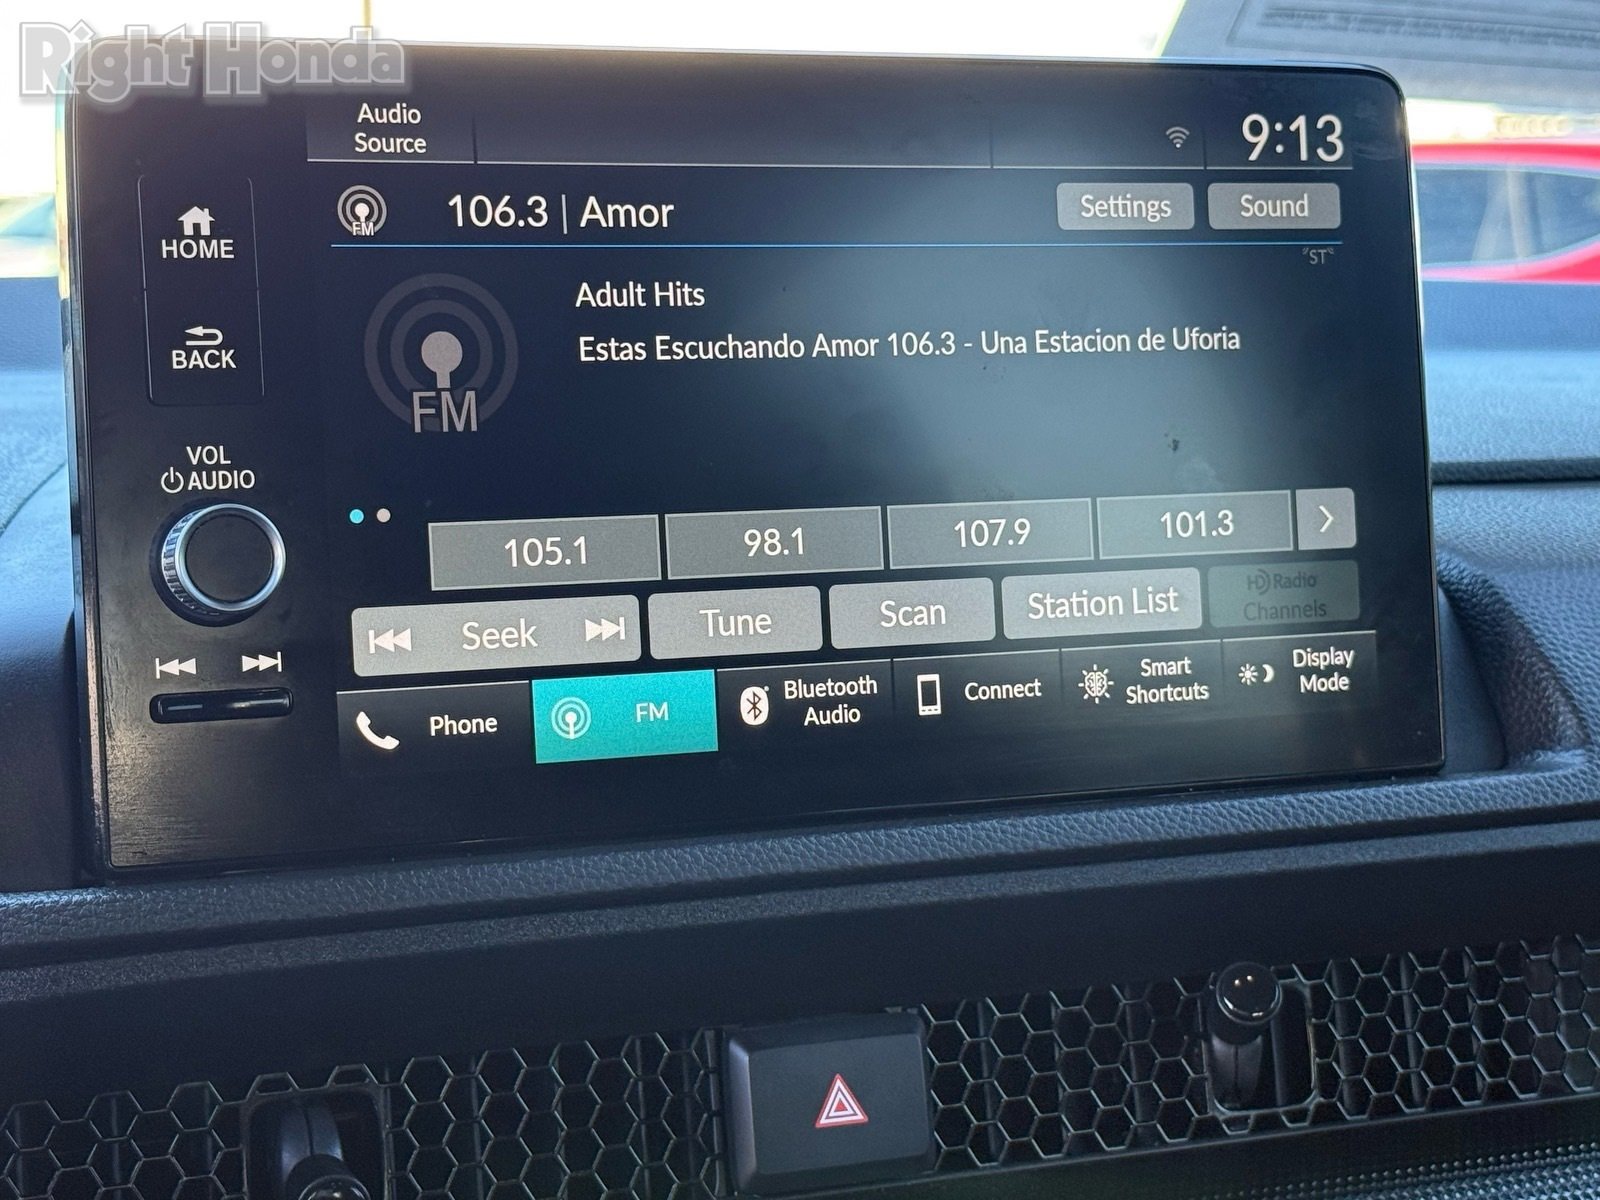 Right Honda
Audio
Source
9:13
HOME
BACK
VOL
AUDIO
FM
106.3 | Amor
Settings
Sound
"ST"
Adult Hits
Estas Escuchando Amor 106.3 - Una Estacion de Uforia
FM
105.1
98.1
107.9
101.3
Seek
Tune
Scan
Station List
HD Radio
Channels
Phone
FM
Bluetooth
Audio
Connect
Smart
Shortcuts
Display
Mode